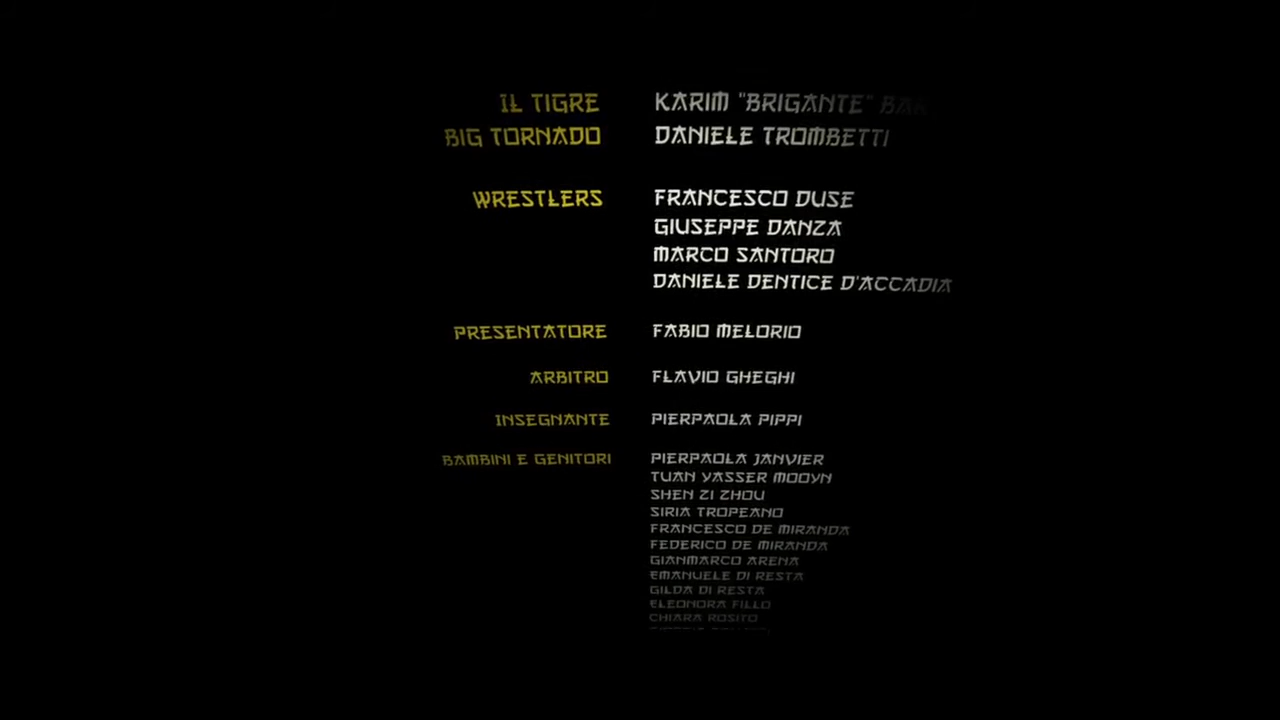 IL TIGRE KARIM "BRIGANTE"
BIG TORNADO DANIELE TROMBETTI
WRESTLERS FRANCESCO DUSE
GIUSEPPE DANZA
MARCO SANTORO
DANIELE DENTICE D'ACCADIA
PRESENTATORE FABIO MELORIO
ARBITRO FLAVIO GHEGHI
INSEGNANTE PIERPAOLA PIPPI
BAMBINI E GENITORI PIERPAOLA JANVIER
TUAN YASSER MOOYN
SHEN ZI ZHOU
SIRIA TROPEANO
FRANCESCO DE MIRANDA
FEDERICO DE MIRANDA
GIANMARCO ARENA
EMANUELE DI RESTA
GILDA DI RESTA
ELEONORA FILLO
CHIARA ROSITO